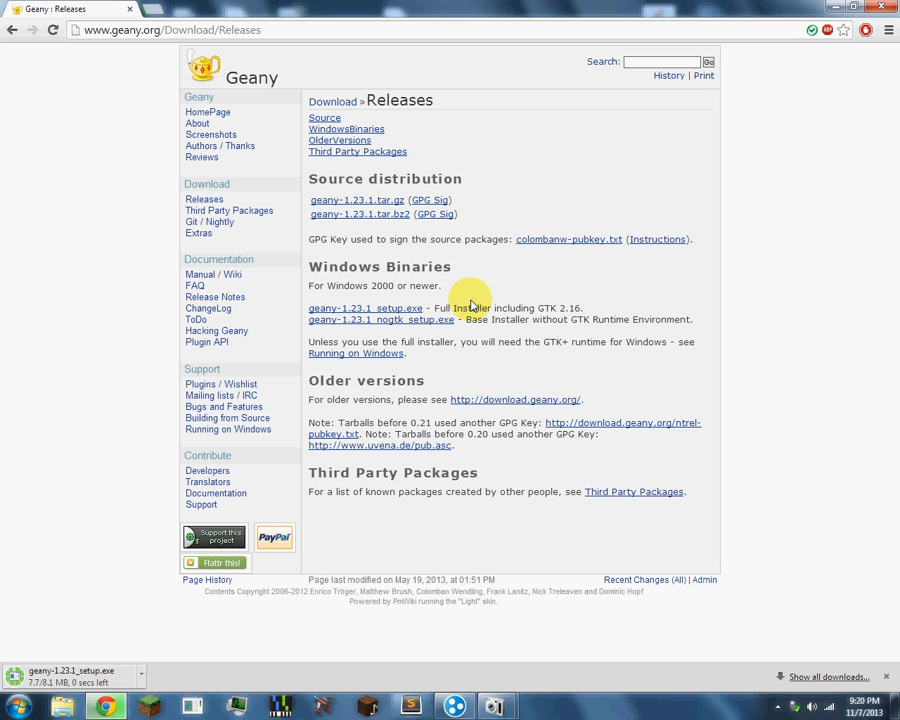 Geany : Releases
www.geany.org/Download/Releases
Geany
Search: Go
History | Print
Geany
HomePage
About
Screenshots
Authors / Thanks
Reviews
Download
Releases
Third Party Packages
Git / Nightly
Extras
Documentation
Manual / Wiki
FAQ
Release Notes
ChangeLog
ToDo
Hacking Geany
Plugin API
Support
Plugins / Wishlist
Mailing lists / IRC
Bugs and Features
Building from Source
Running on Windows
Contribute
Developers
Translators
Documentation
Support
Support this
project
PayPal
Flattr this!
Download » Releases
Source
WindowsBinaries
OlderVersions
Third Party Packages
Source distribution
geany-1.23.1.tar.gz (GPG Sig)
geany-1.23.1.tar.bz2 (GPG Sig)
GPG Key used to sign the source packages: colombanw-pubkey.txt (Instructions).
Windows Binaries
For Windows 2000 or newer.
geany-1.23.1_setup.exe - Full Installer including GTK 2.16.
geany-1.23.1_nogtk_setup.exe - Base Installer without GTK Runtime Environment.
Unless you use the full installer, you will need the GTK+ runtime for Windows - see
Running on Windows.
Older versions
For older versions, please see http://download.geany.org/.
Note: Tarballs before 0.21 used another GPG Key: http://download.geany.org/ntrel-
pubkey.txt. Note: Tarballs before 0.20 used another GPG Key:
http://www.uvena.de/pub.asc.
Third Party Packages
For a list of known packages created by other people, see Third Party Packages.
Page History
Page last modified on May 19, 2013, at 01:51 PM
Recent Changes (All) | Admin
Contents Copyright 2006-2012 Enrico Tröger, Matthew Brush, Colomban Wendling, Frank Lanitz, Nick Treleaven and Dominic Hopf
Powered by PmWiki running the "Light" skin.
geany-1.23.1_setup.exe
7.7/8.1 MB, 0 secs left
Show all downloads...
9:20 PM
11/7/2013